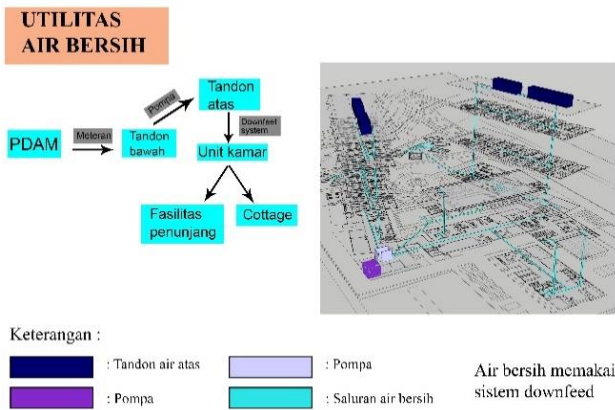 UTILITAS
AIR BERSIH
PDAM
Meteran
Tandon
bawah
Pompa
Tandon
atas
Downfeet
system
Unit kamar
Fasilitas
penunjang
Cottage
Keterangan :
: Tandon air atas
: Pompa
: Pompa
: Saluran air bersih
Air bersih memakai
sistem downfeed